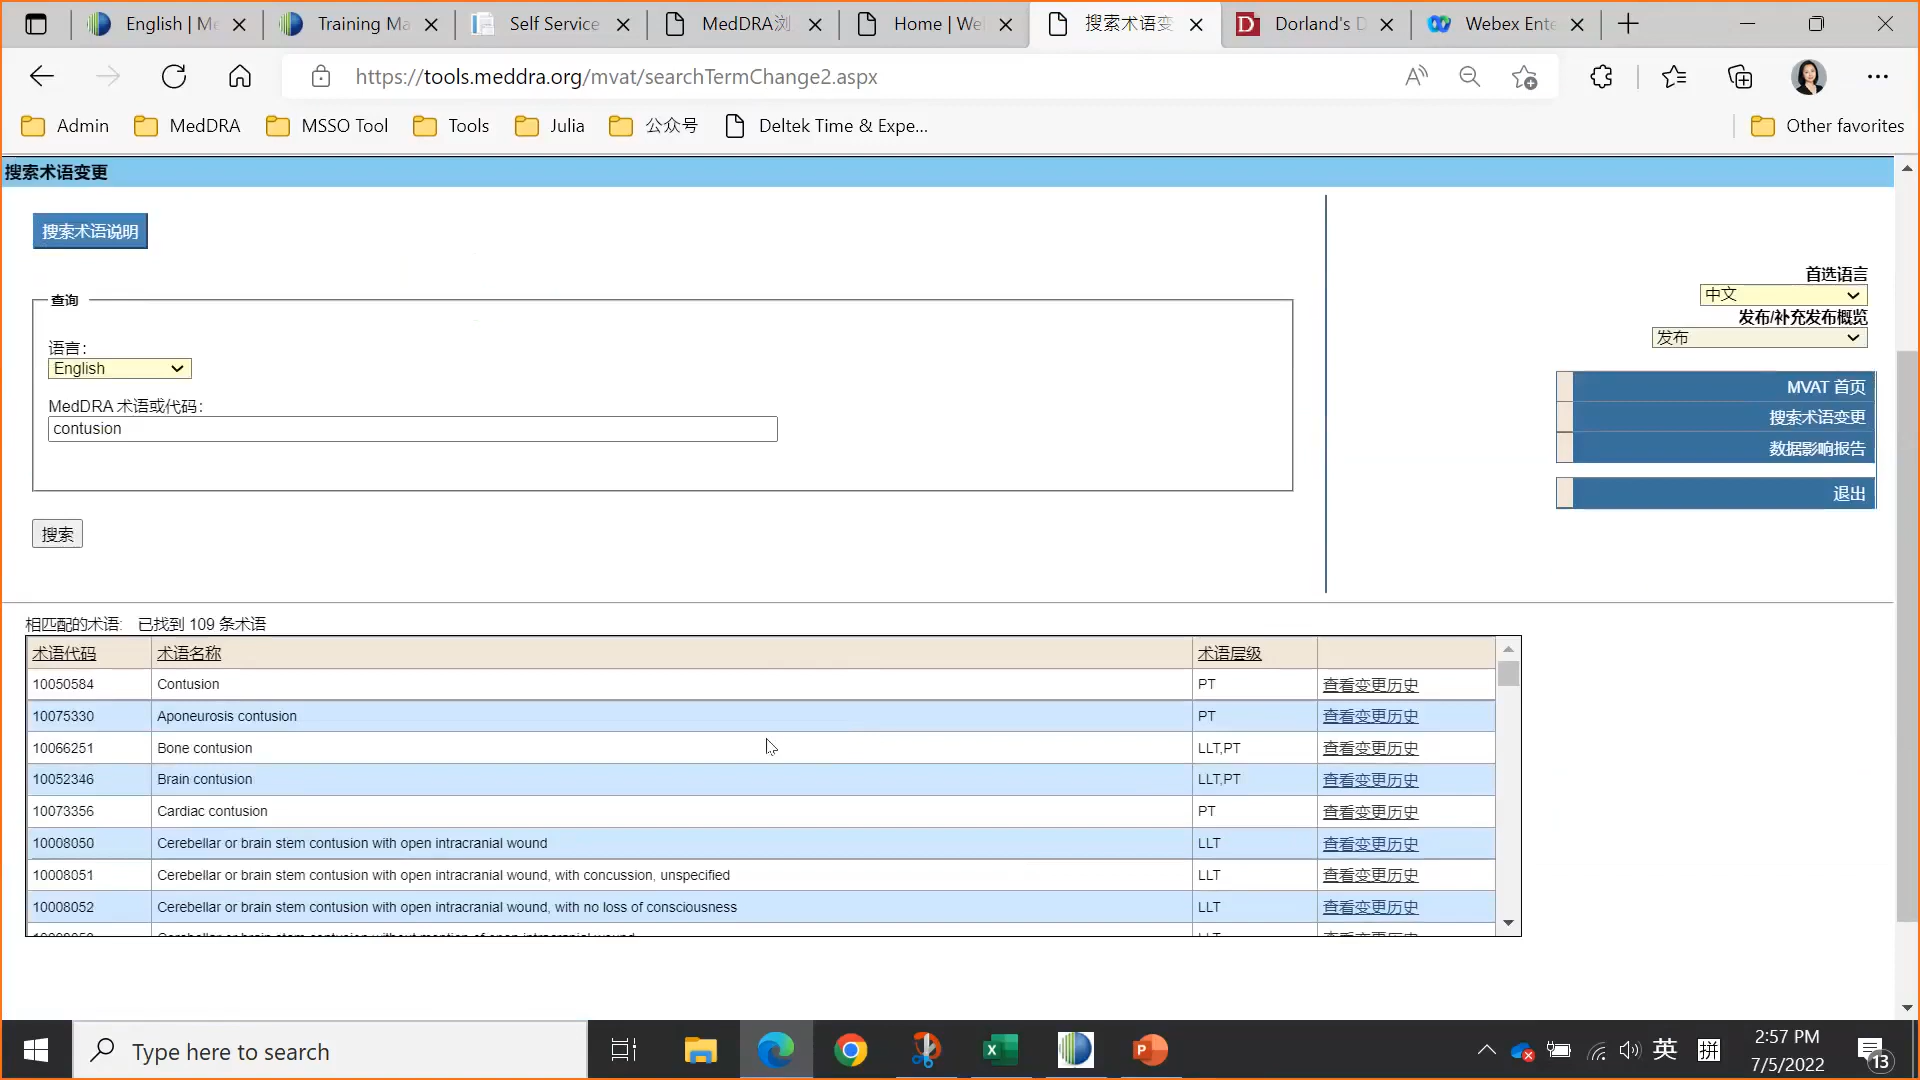 English | Me
Training Ma
Self Service
MedDRA浏
Home | We
搜索术语变
Dorland's D
Webex Ente
https://tools.meddra.org/mvat/searchTermChange2.aspx
Admin
MedDRA
MSSO Tool
Tools
Julia
公众号
Deltek Time & Expe...
Other favorites
搜索术语变更
搜索术语说明
查询
语言：
English
MedDRA 术语或代码：
contusion
搜索
首选语言
中文
发布/补充发布概览
发布
MVAT 首页
搜索术语变更
数据影响报告
退出
相匹配的术语: 已找到 109 条术语
术语代码 术语名称 术语层级
10050584 Contusion PT 查看变更历史
10075330 Aponeurosis contusion PT 查看变更历史
10066251 Bone contusion LLT,PT 查看变更历史
10052346 Brain contusion LLT,PT 查看变更历史
10073356 Cardiac contusion PT 查看变更历史
10008050 Cerebellar or brain stem contusion with open intracranial wound LLT 查看变更历史
10008051 Cerebellar or brain stem contusion with open intracranial wound, with concussion, unspecified LLT 查看变更历史
10008052 Cerebellar or brain stem contusion with open intracranial wound, with no loss of consciousness LLT 查看变更历史
Type here to search
英
拼
2:57 PM
7/5/2022
13